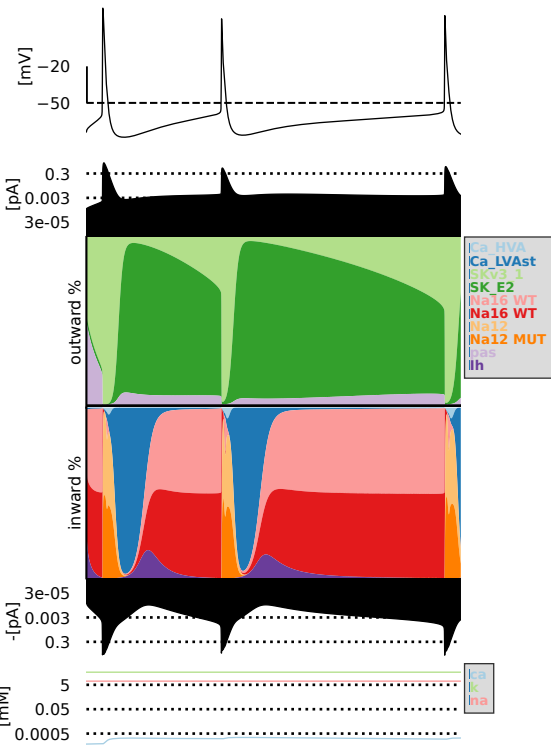 [mV]
−20
−50
[pA]
0.3
0.003
3e-05
outward %
Ca_HVA
Ca_LVAst
SKv3_1
SK_E2
Na16 WT
Na16 WT
Na12
Na12 MUT
pas
Ih
inward %
-[pA]
3e-05
0.003
0.3
[mM]
5
0.05
0.0005
ca
k
na